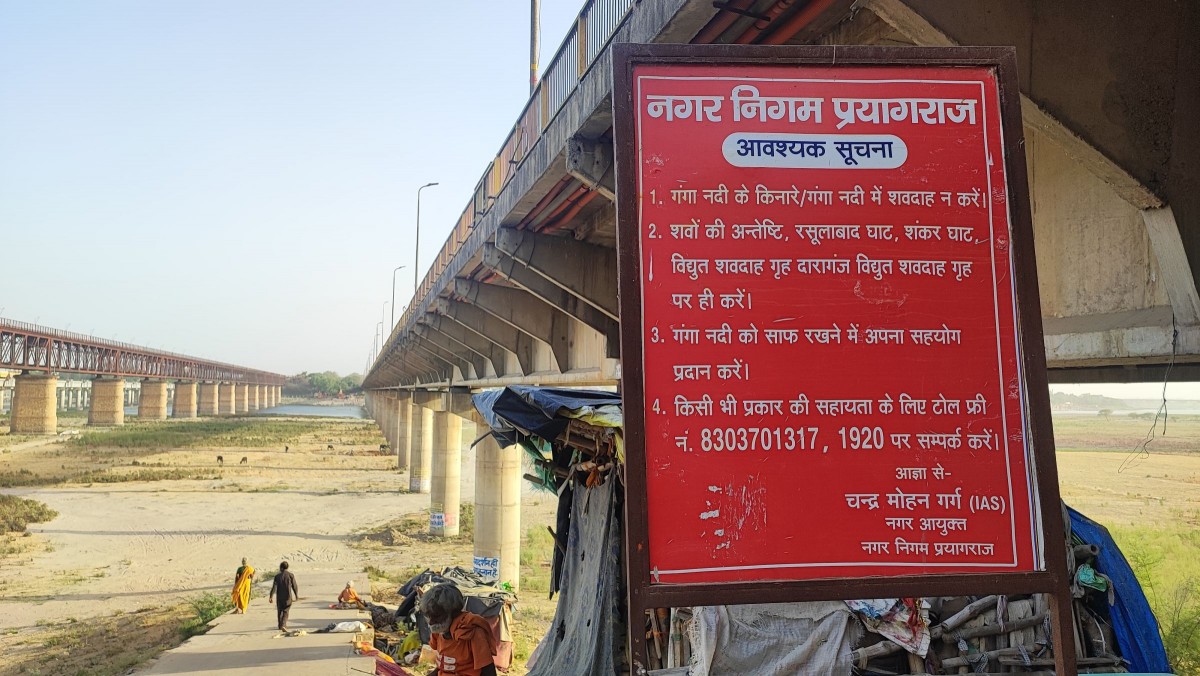 नगर निगम प्रयागराज
आवश्यक सूचना
1. गंगा नदी के किनारे/गंगा नदी में शवदाह न करें।
2. शवों की अन्तेष्टि, रसूलाबाद घाट, शंकर घाट,
विद्युत शवदाह गृह दारागंज विद्युत शवदाह गृह
पर ही करें।
3. गंगा नदी को साफ रखने में अपना सहयोग
प्रदान करें।
4. किसी भी प्रकार की सहायता के लिए टोल फ्री
नं. 8303701317, 1920 पर सम्पर्क करें।
आज्ञा से-
चन्द्र मोहन गर्ग (IAS)
नगर आयुक्त
नगर निगम प्रयागराज